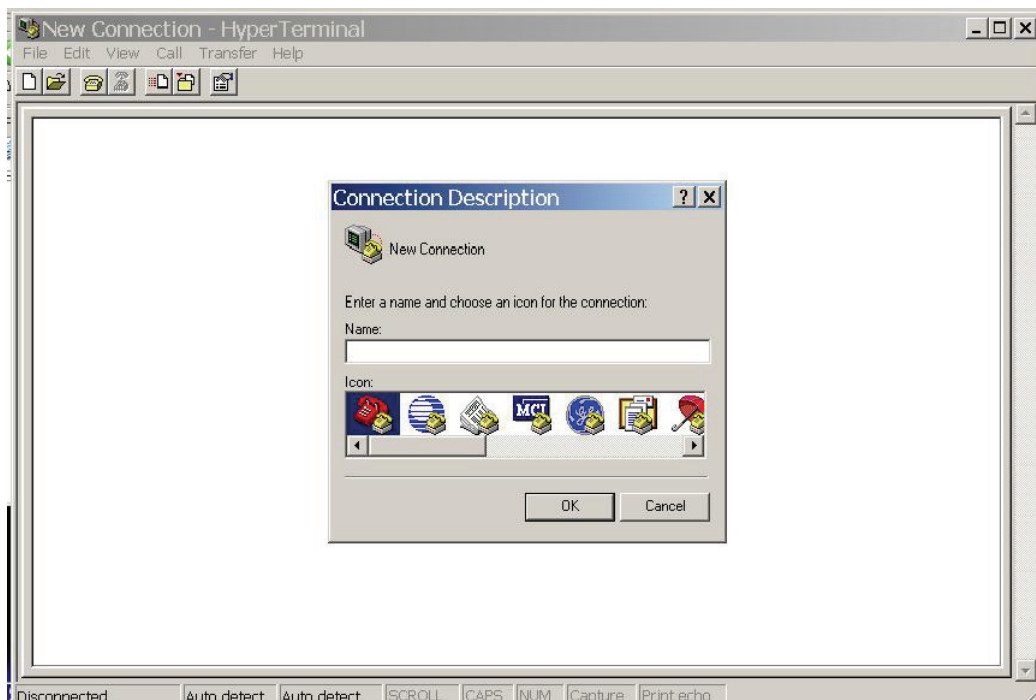 New Connection - HyperTerminal
File Edit View Call Transfer Help
Connection Description
New Connection
Enter a name and choose an icon for the connection:
Name:
Icon:
MCI
OK Cancel
Disconnected Auto detect Auto detect SCROLL CAPS NUM Capture Print echo